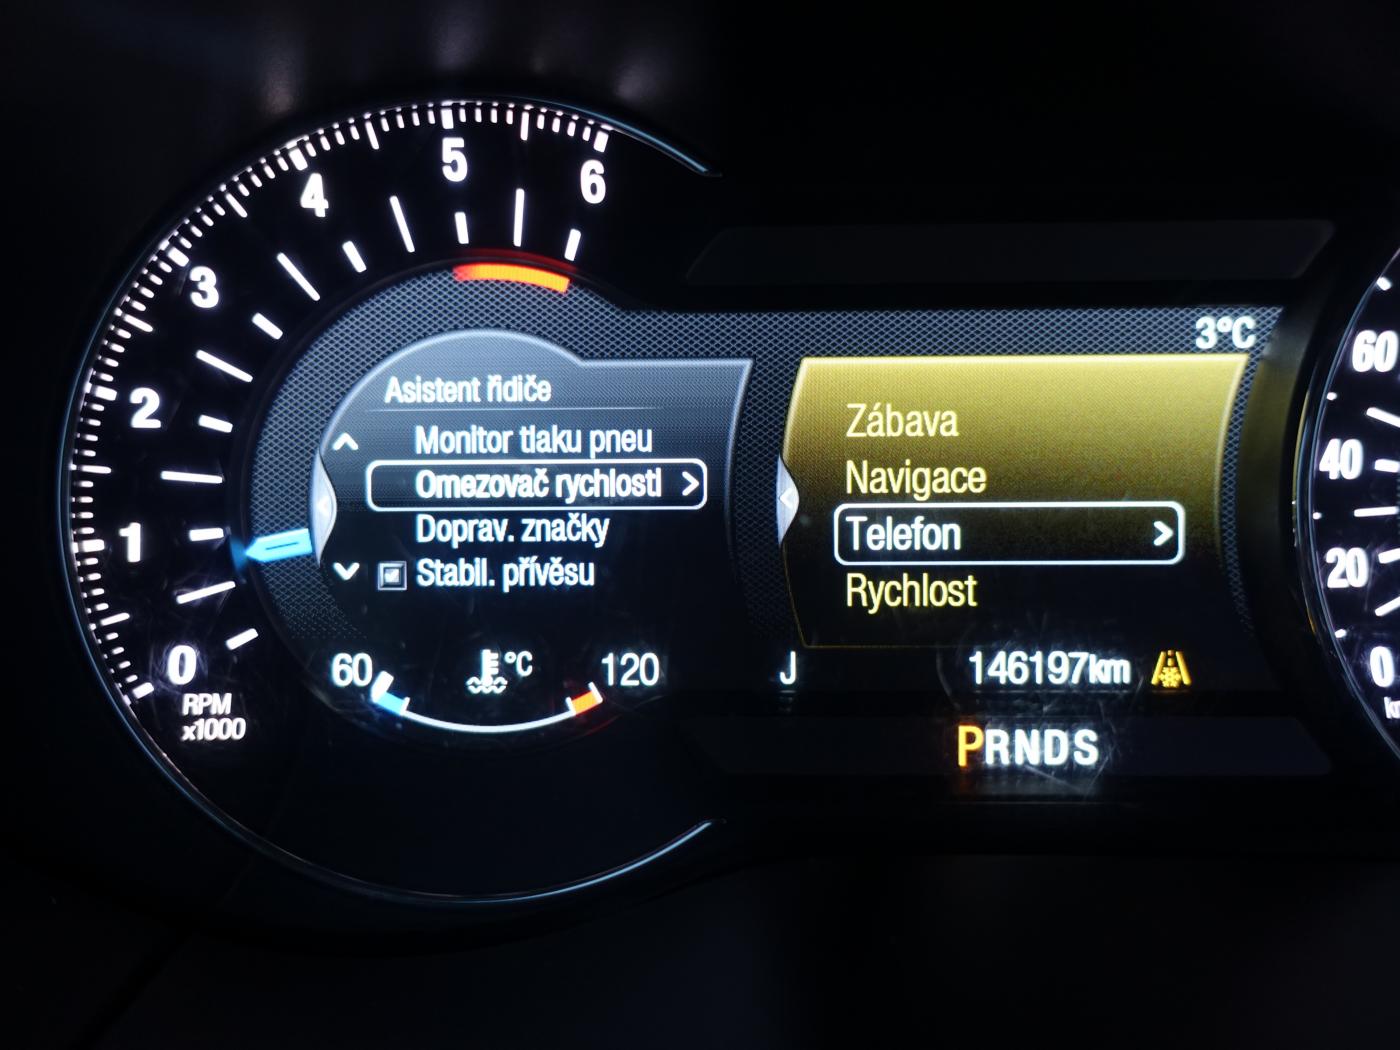 5
4
6
3
2
1
0
RPM
x1000
Asistent řidiče
Monitor tlaku pneu
Omezovač rychlosti
Doprav. značky
Stabil. přívěsu
60 °C 120
3°C
Zábava
Navigace
Telefon
Rychlost
J 146197km
PRNDS
60
40
20
0